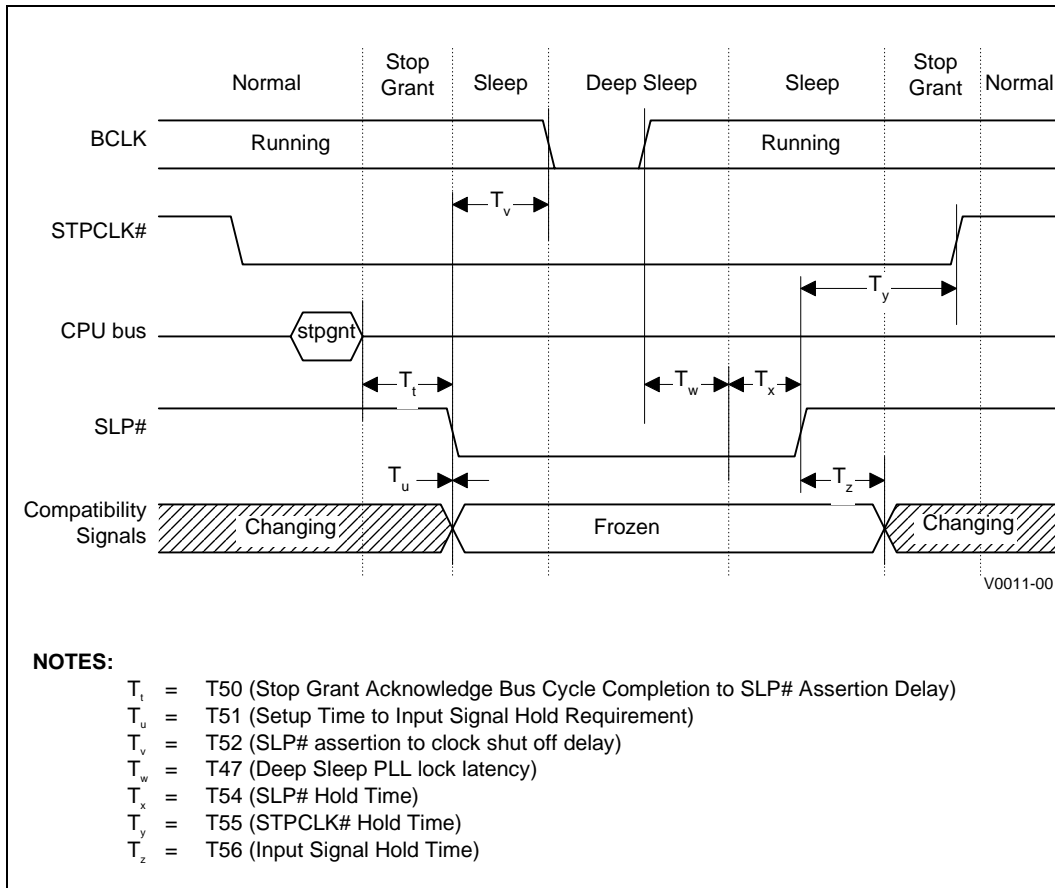 Normal
Stop
Grant
Sleep
Deep Sleep
Sleep
Stop
Grant
Normal
BCLK
Running
Running
Tv
STPCLK#
Ty
CPU bus
stpgnt
Tt
Tw
Tx
SLP#
Tu
Tz
Compatibility
Signals
Changing
Frozen
Changing
V0011-00
NOTES:
Tt = T50 (Stop Grant Acknowledge Bus Cycle Completion to SLP# Assertion Delay)
Tu = T51 (Setup Time to Input Signal Hold Requirement)
Tv = T52 (SLP# assertion to clock shut off delay)
Tw = T47 (Deep Sleep PLL lock latency)
Tx = T54 (SLP# Hold Time)
Ty = T55 (STPCLK# Hold Time)
Tz = T56 (Input Signal Hold Time)